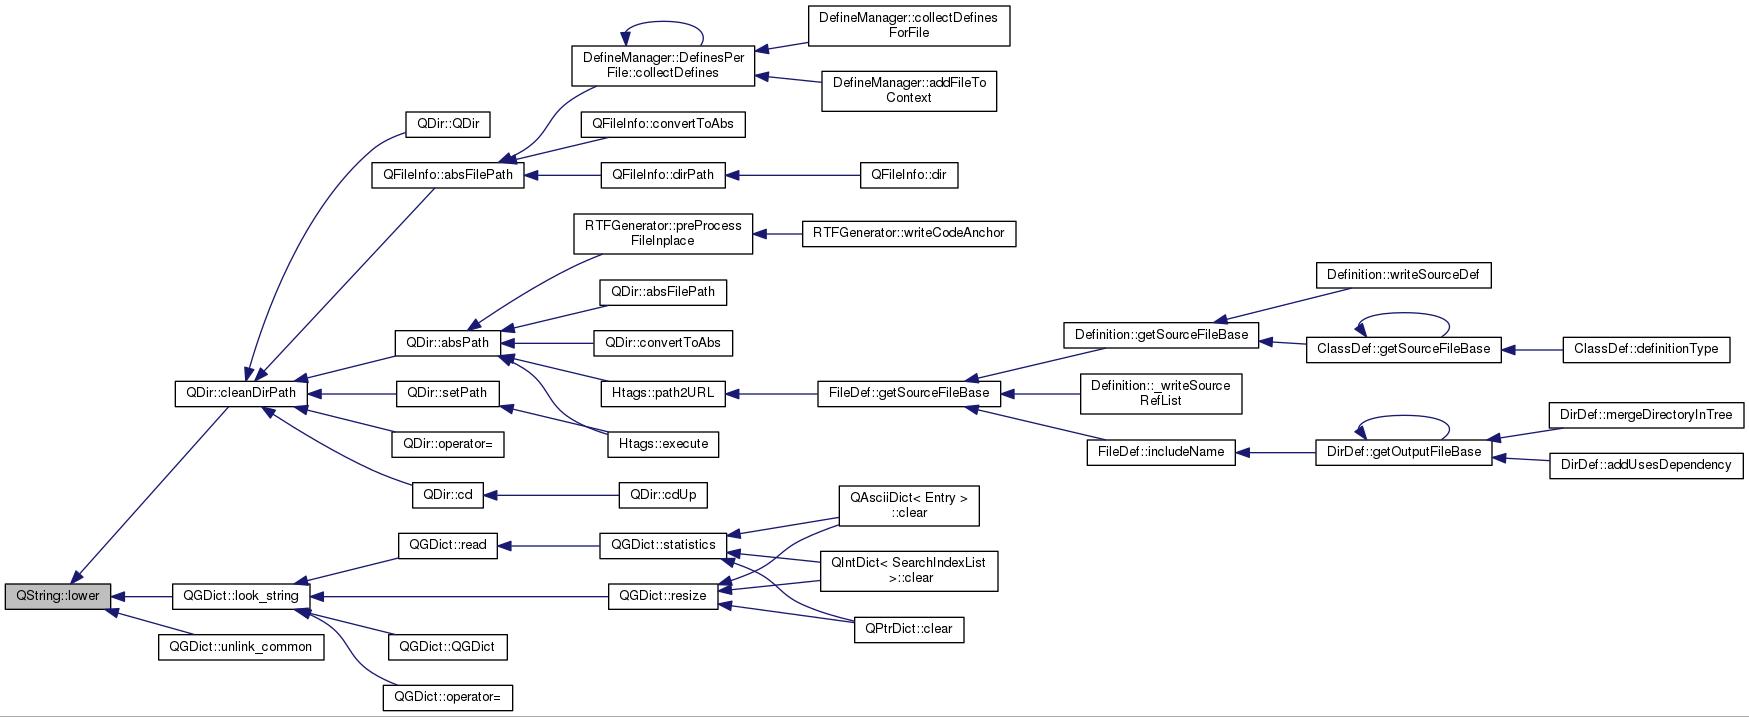 DefineManager::collectDefines
ForFile
DefineManager::DefinesPer
File::collectDefines
DefineManager::addFileTo
Context
QDir::QDir
QFileInfo::convertToAbs
QFileInfo::absFilePath
QFileInfo::dirPath
QFileInfo::dir
RTFGenerator::preProcess
FileInplace
RTFGenerator::writeCodeAnchor
Definition::writeSourceDef
QDir::absFilePath
Definition::getSourceFileBase
QDir::absPath
QDir::convertToAbs
ClassDef::getSourceFileBase
ClassDef::definitionType
QDir::cleanDirPath
QDir::setPath
Htags::path2URL
FileDef::getSourceFileBase
Definition::_writeSource
RefList
DirDef::mergeDirectoryInTree
QDir::operator=
Htags::execute
FileDef::includeName
DirDef::getOutputFileBase
DirDef::addUsesDependency
QDir::cd
QDir::cdUp
QAsciiDict< Entry >
::clear
QGDict::read
QGDict::statistics
QIntDict< SearchIndexList
>::clear
QString::lower
QGDict::look_string
QGDict::resize
QPtrDict::clear
QGDict::unlink_common
QGDict::QGDict
QGDict::operator=